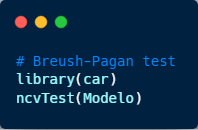 # Breush-Pagan test
library(car)
ncvTest(Modelo)